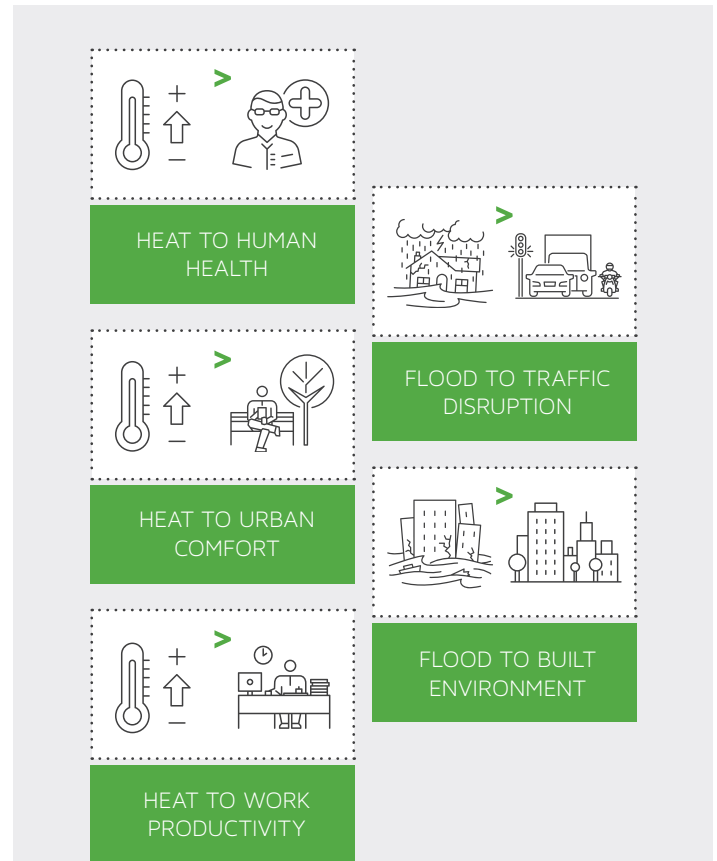 HEAT TO HUMAN
HEALTH
HEAT TO URBAN
COMFORT
HEAT TO WORK
PRODUCTIVITY
FLOOD TO TRAFFIC
DISRUPTION
FLOOD TO BUILT
ENVIRONMENT